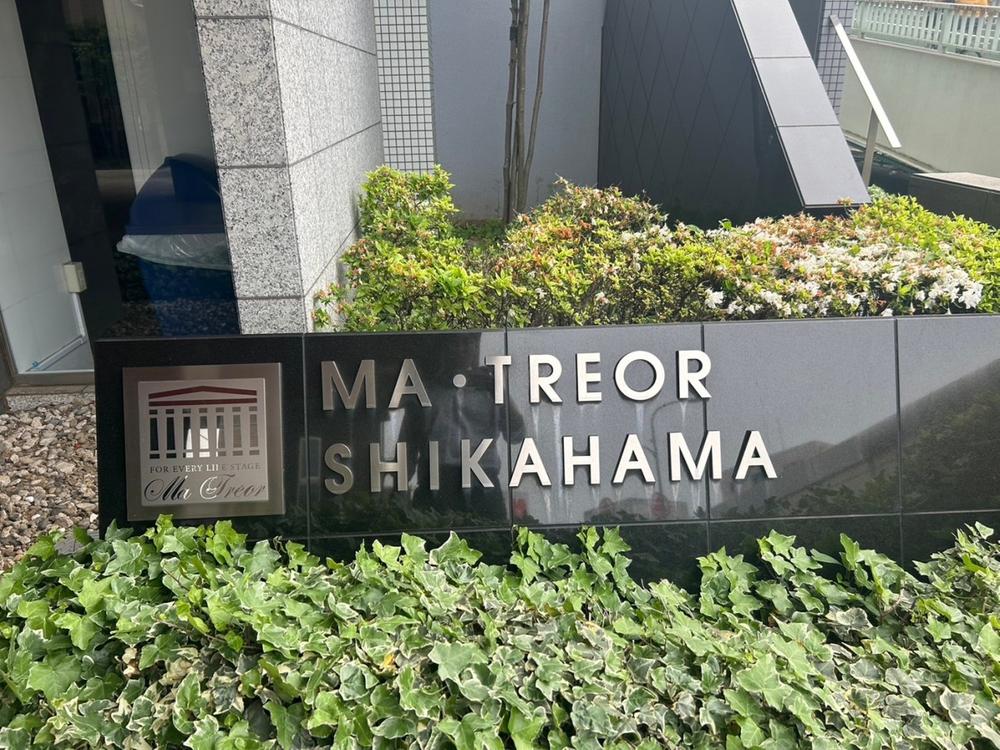 MA・TREOR
SHIKAHAMA
FOR EVERY LIFE STAGE
Ma Treor